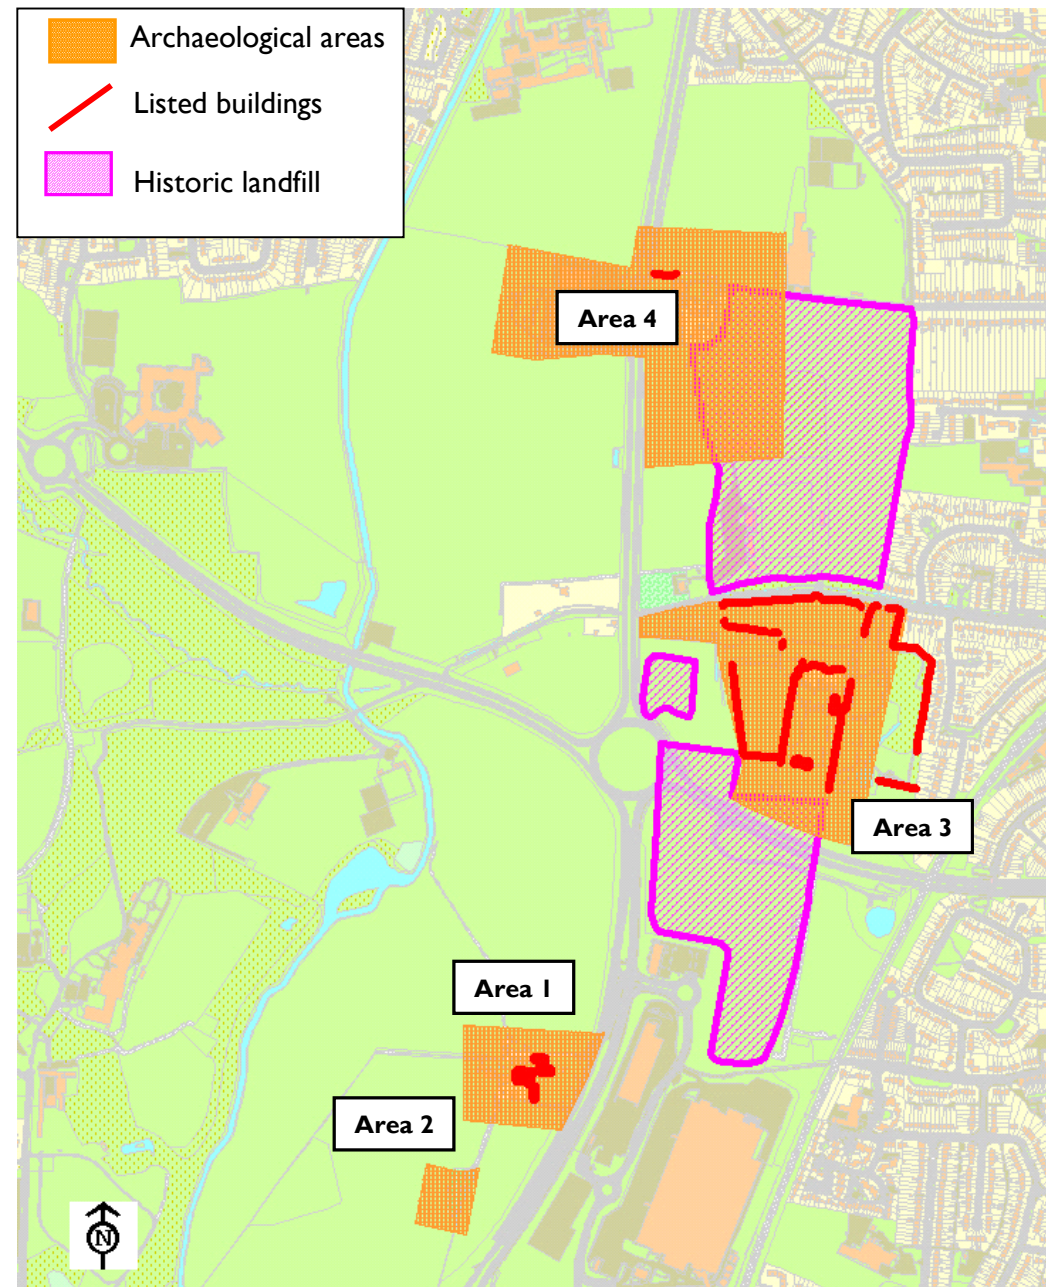 Archaeological areas
Listed buildings
Historic landfill
Area 4
Area 3
Area 1
Area 2
N